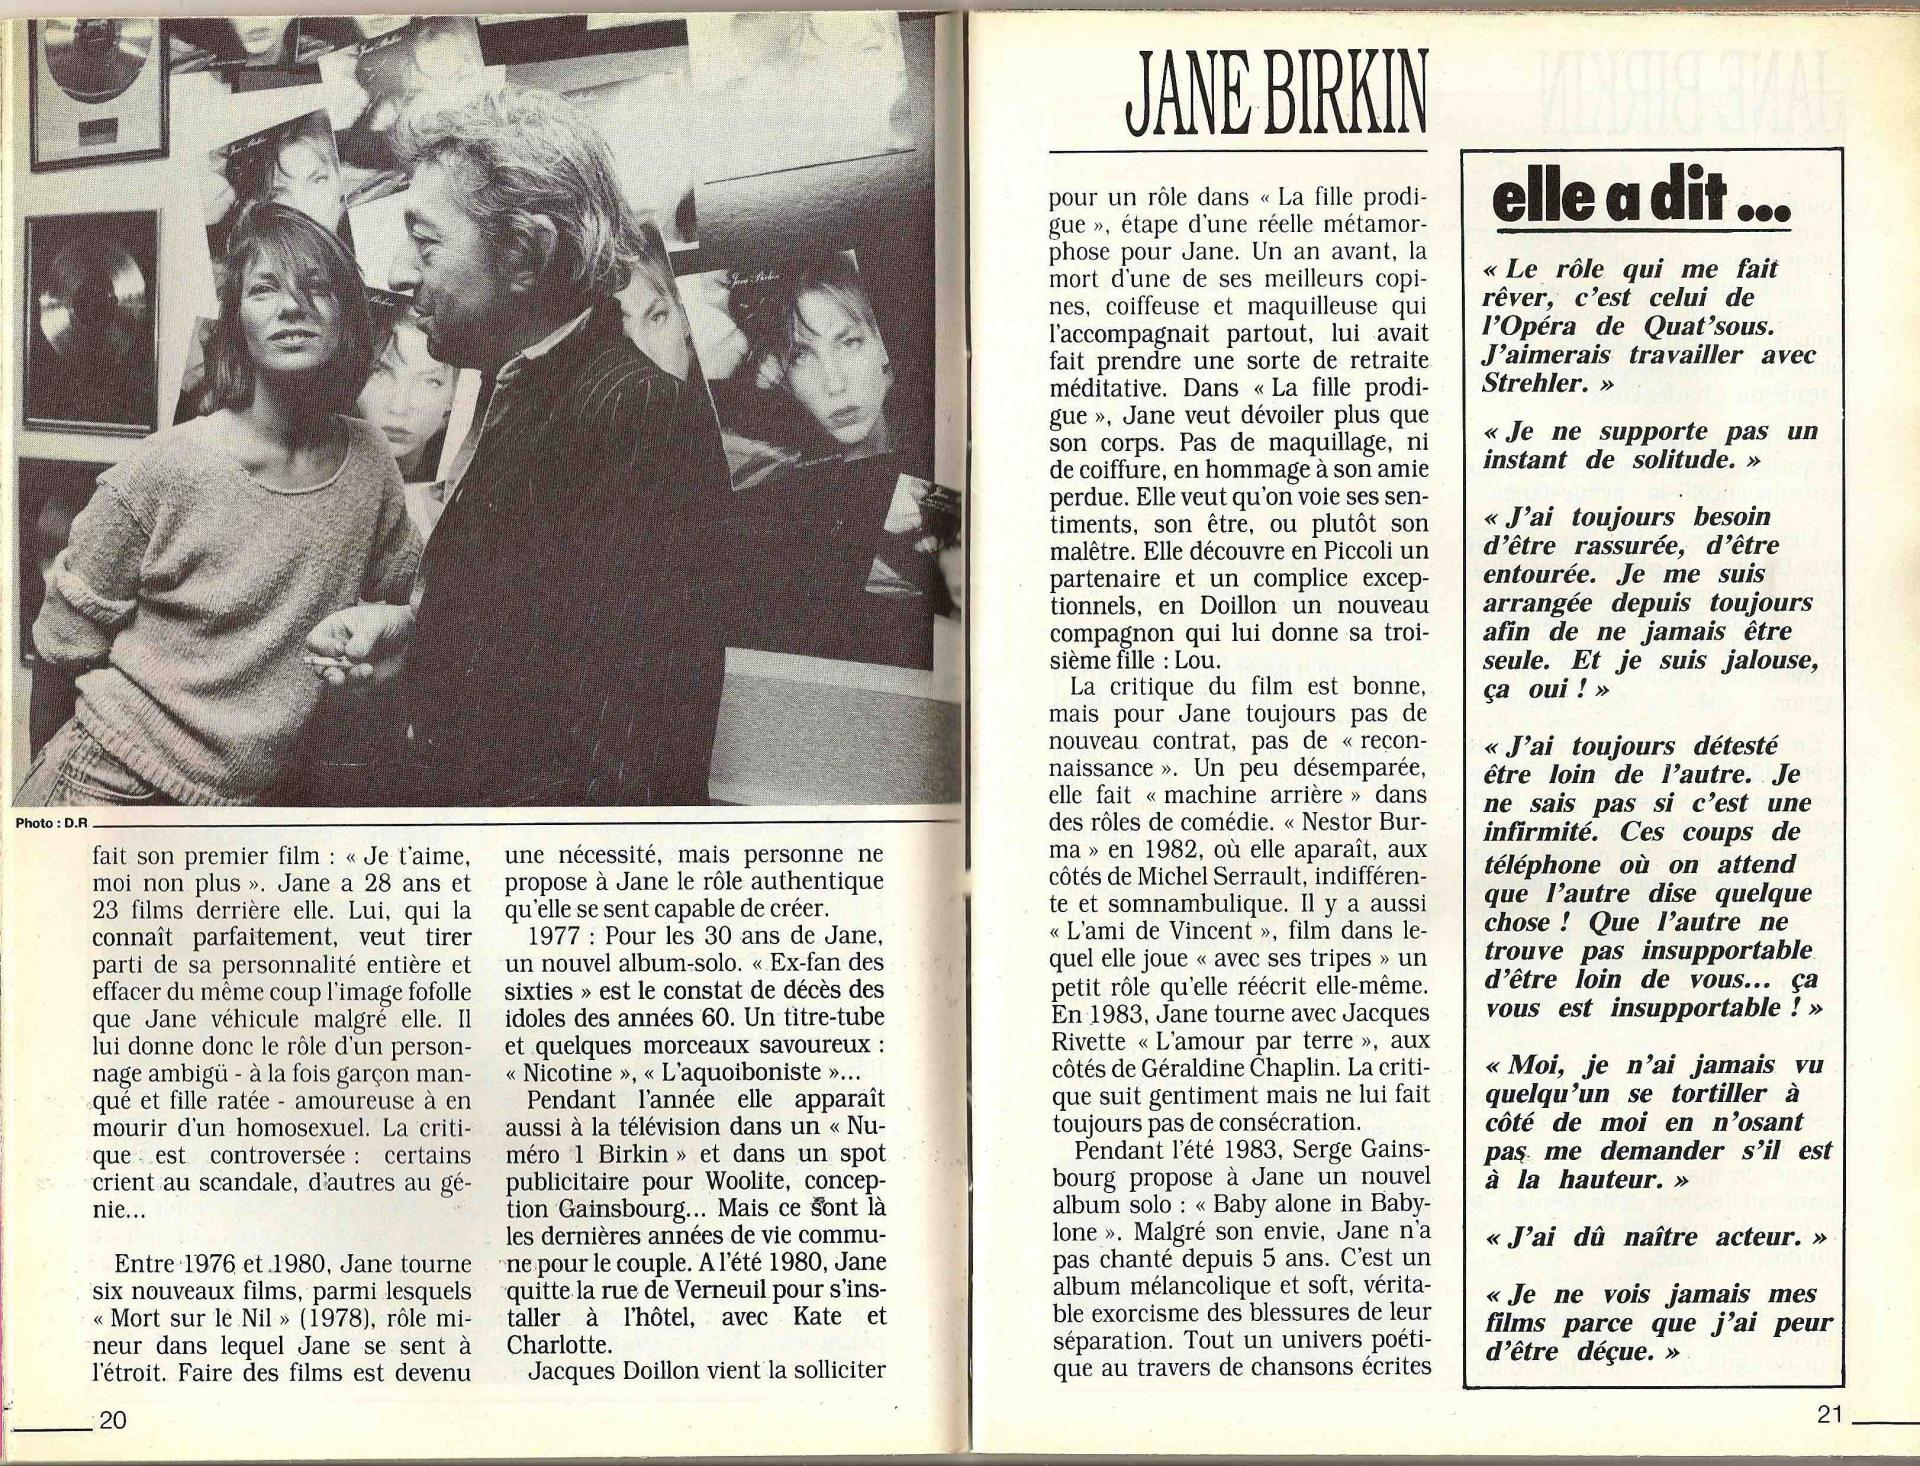 Photo : D.R
fait son premier film : « Je t'aime,
moi non plus ». Jane a 28 ans et
23 films derrière elle. Lui, qui la
connaît parfaitement, veut tirer
parti de sa personnalité entière et
effacer du même coup l'image fofolle
que Jane véhicule malgré elle. Il
lui donne donc le rôle d'un person-
nage ambigü - à la fois garçon man-
qué et fille ratée - amoureuse à en
mourir d'un homosexuel. La criti-
que est controversée : certains
crient au scandale, d'autres au gé-
nie...
Entre 1976 et 1980, Jane tourne
six nouveaux films, parmi lesquels
« Mort sur le Nil » (1978), rôle mi-
neur dans lequel Jane se sent à
l'étroit. Faire des films est devenu
une nécessité, mais personne ne
propose à Jane le rôle authentique
qu'elle se sent capable de créer.
1977 : Pour les 30 ans de Jane,
un nouvel album-solo. « Ex-fan des
sixties » est le constat de décès des
idoles des années 60. Un titre-tube
et quelques morceaux savoureux :
« Nicotine », « L'aquoiboniste »...
Pendant l'année elle apparaît
aussi à la télévision dans un « Nu-
méro 1 Birkin » et dans un spot
publicitaire pour Woolite, concep-
tion Gainsbourg... Mais ce sont là
les dernières années de vie commu-
ne pour le couple. A l'été 1980, Jane
quitte la rue de Verneuil pour s'ins-
taller à l'hôtel, avec Kate et
Charlotte.
Jacques Doillon vient la solliciter
20
JANE BIRKIN
pour un rôle dans « La fille prodi-
gue », étape d'une réelle métamor-
phose pour Jane. Un an avant, la
mort d'une de ses meilleurs copi-
nes, coiffeuse et maquilleuse qui
l'accompagnait partout, lui avait
fait prendre une sorte de retraite
méditative. Dans « La fille prodi-
gue », Jane veut dévoiler plus que
son corps. Pas de maquillage, ni
de coiffure, en hommage à son amie
perdue. Elle veut qu'on voie ses sen-
timents, son être, ou plutôt son
malêtre. Elle découvre en Piccoli un
partenaire et un complice excep-
tionnels, en Doillon un nouveau
compagnon qui lui donne sa troi-
sième fille : Lou.
La critique du film est bonne,
mais pour Jane toujours pas de
nouveau contrat, pas de « recon-
naissance ». Un peu désemparée,
elle fait « machine arrière » dans
des rôles de comédie. « Nestor Bur-
ma » en 1982, où elle aparaît, aux
côtés de Michel Serrault, indifféren-
te et somnambulique. Il y a aussi
« L'ami de Vincent », film dans le-
quel elle joue « avec ses tripes » un
petit rôle qu'elle réécrit elle-même.
En 1983, Jane tourne avec Jacques
Rivette « L'amour par terre », aux
côtés de Géraldine Chaplin. La criti-
que suit gentiment mais ne lui fait
toujours pas de consécration.
Pendant l'été 1983, Serge Gains-
bourg propose à Jane un nouvel
album solo : « Baby alone in Baby-
lone ». Malgré son envie, Jane n'a
pas chanté depuis 5 ans. C'est un
album mélancolique et soft, vérita-
ble exorcisme des blessures de leur
séparation. Tout un univers poéti-
que au travers de chansons écrites
elle a dit...
« Le rôle qui me fait
rêver, c'est celui de
l'Opéra de Quat'sous.
J'aimerais travailler avec
Strehler. »
« Je ne supporte pas un
instant de solitude. »
« J'ai toujours besoin
d'être rassurée, d'être
entourée. Je me suis
arrangée depuis toujours
afin de ne jamais être
seule. Et je suis jalouse,
ça oui ! »
« J'ai toujours détesté
être loin de l'autre. Je
ne sais pas si c'est une
infirmité. Ces coups de
téléphone où on attend
que l'autre dise quelque
chose ! Que l'autre ne
trouve pas insupportable
d'être loin de vous... ça
vous est insupportable ! »
« Moi, je n'ai jamais vu
quelqu'un se tortiller à
côté de moi en n'osant
pas me demander s'il est
à la hauteur. »
« J'ai dû naître acteur. »
« Je ne vois jamais mes
films parce que j'ai peur
d'être déçue. »
21